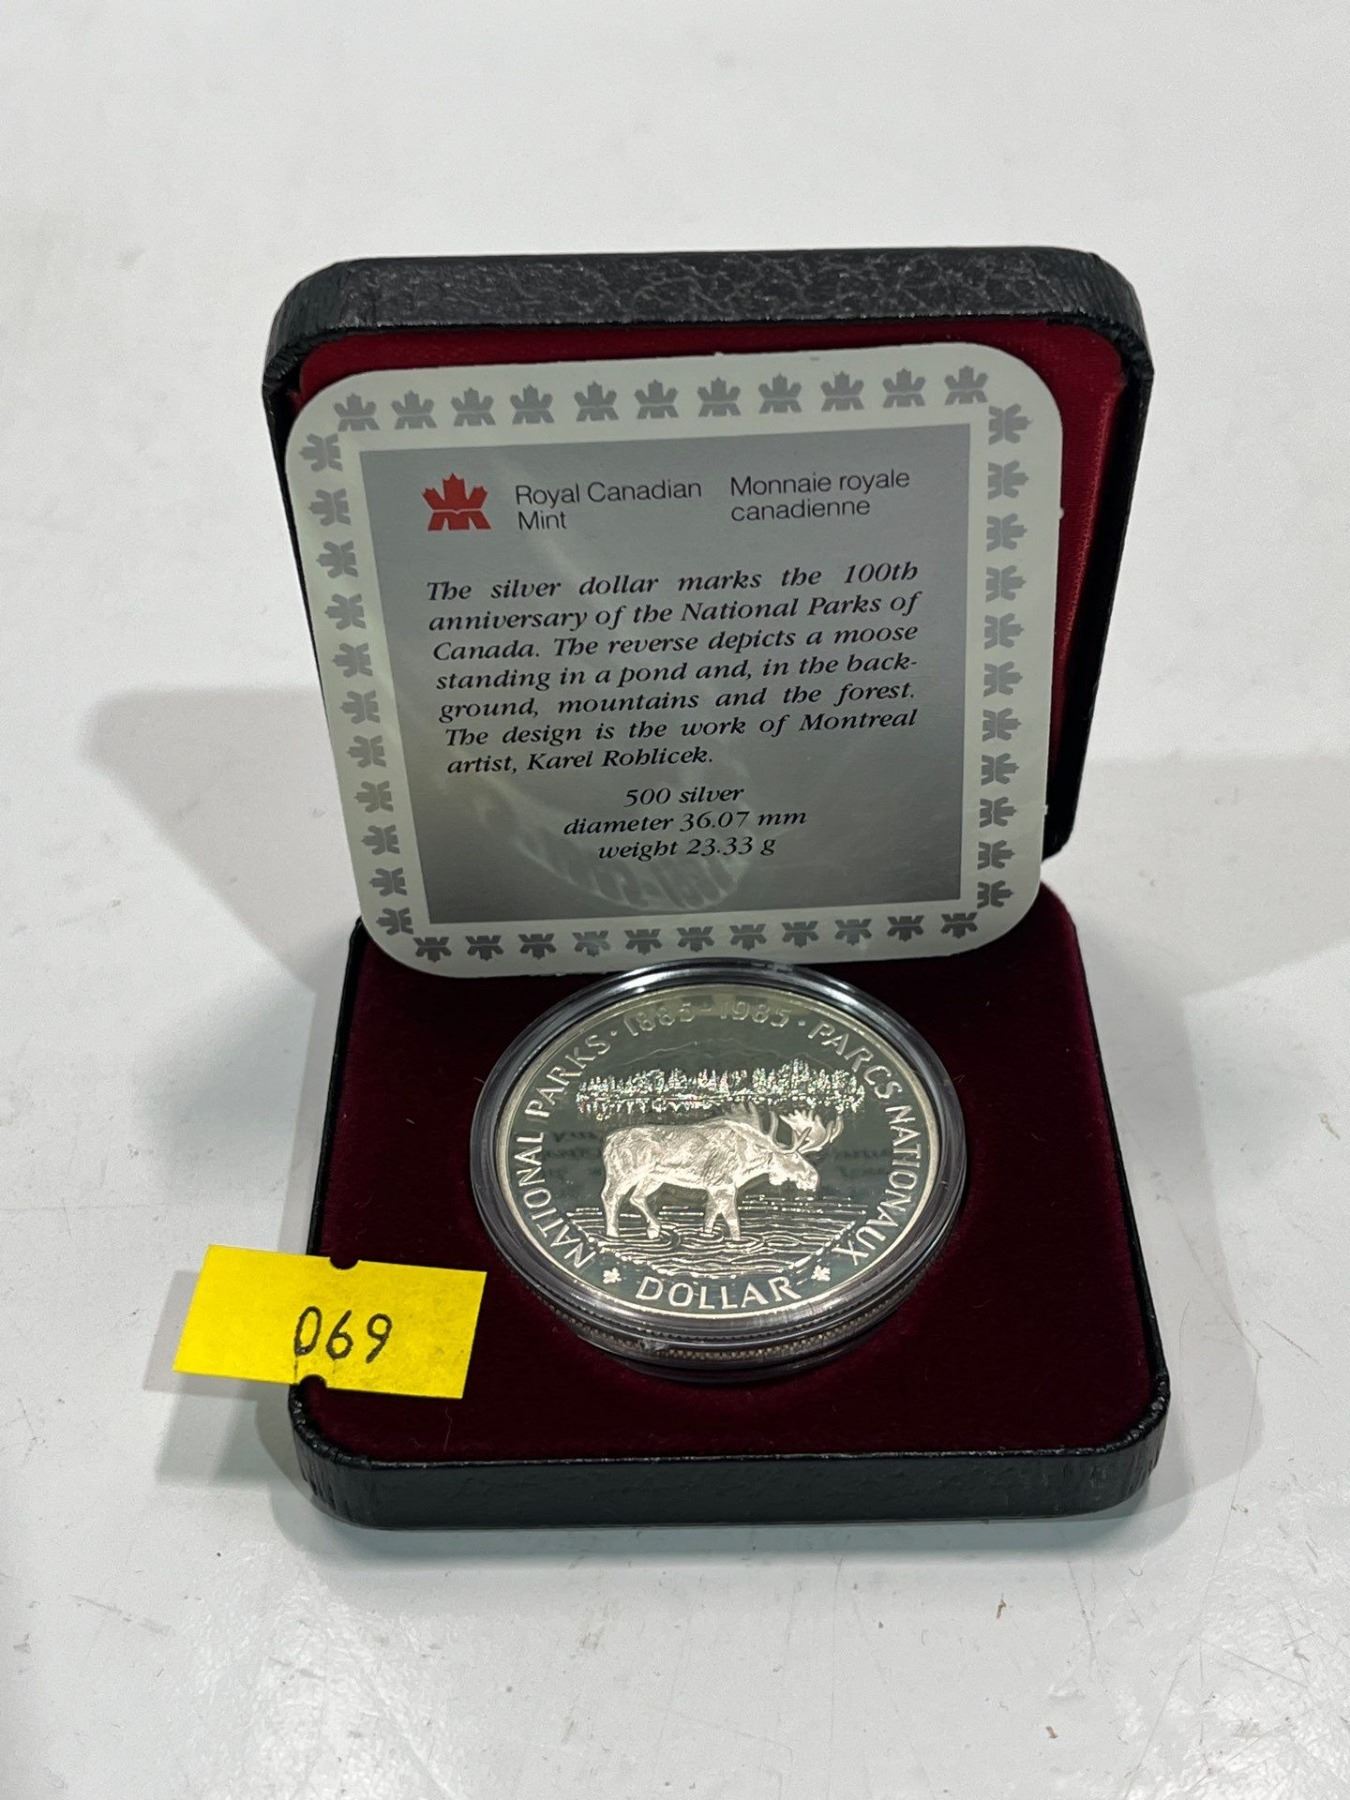 Royal Canadian Mint
Monnaie royale canadienne
The silver dollar marks the 100th
anniversary of the National Parks of
Canada. The reverse depicts a moose
standing in a pond and, in the back-
ground, mountains and the forest.
The design is the work of Montreal
artist, Karel Rohlicek.
500 silver
diameter 36.07 mm
weight 23.33 g
NATIONAL PARKS · 1885-1985 · PARCS NATIONAUX
DOLLAR
069